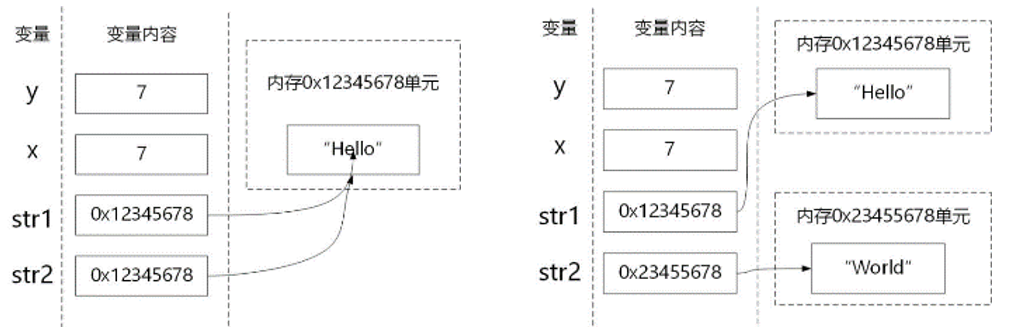 变量 变量内容
内存0x12345678单元
y 7
x 7
"Hello"
str1 0x12345678
str2 0x12345678
变量 变量内容
内存0x12345678单元
y 7
"Hello"
x 7
str1 0x12345678
内存0x23455678单元
str2 0x23455678
"World"